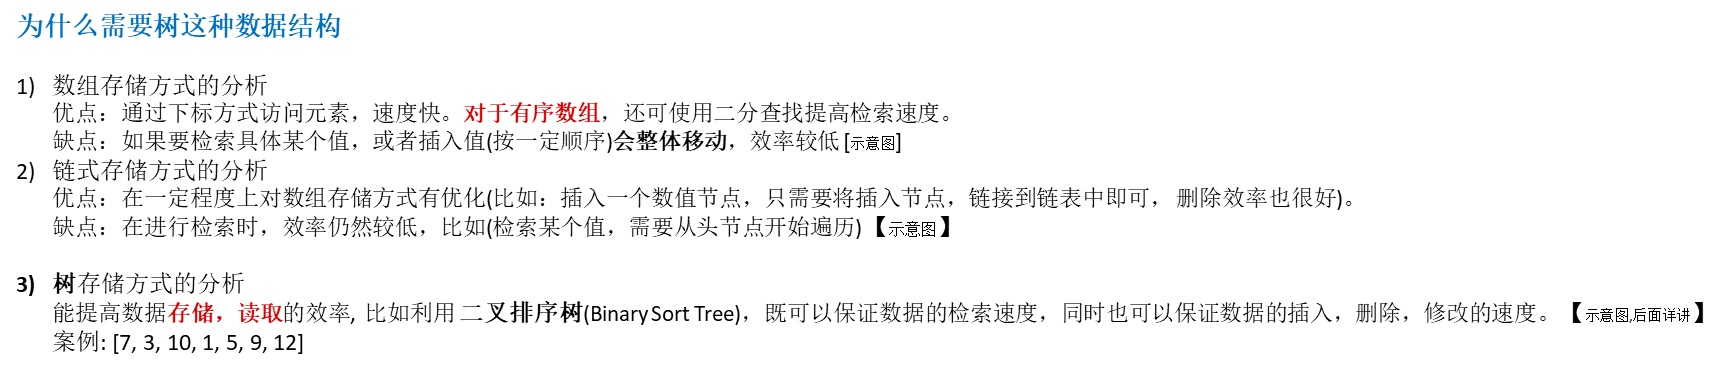 为什么需要树这种数据结构
1) 数组存储方式的分析
优点：通过下标方式访问元素，速度快。对于有序数组，还可使用二分查找提高检索速度。
缺点：如果要检索具体某个值，或者插入值(按一定顺序)会整体移动，效率较低 [示意图]
2) 链式存储方式的分析
优点：在一定程度上对数组存储方式有优化(比如：插入一个数值节点，只需要将插入节点，链接到链表中即可， 删除效率也很好)。
缺点：在进行检索时，效率仍然较低，比如(检索某个值，需要从头节点开始遍历) 【示意图】
3) 树存储方式的分析
能提高数据存储，读取的效率, 比如利用 二叉排序树(Binary Sort Tree)，既可以保证数据的检索速度，同时也可以保证数据的插入，删除，修改的速度。【示意图,后面详讲】
案例: [7, 3, 10, 1, 5, 9, 12]